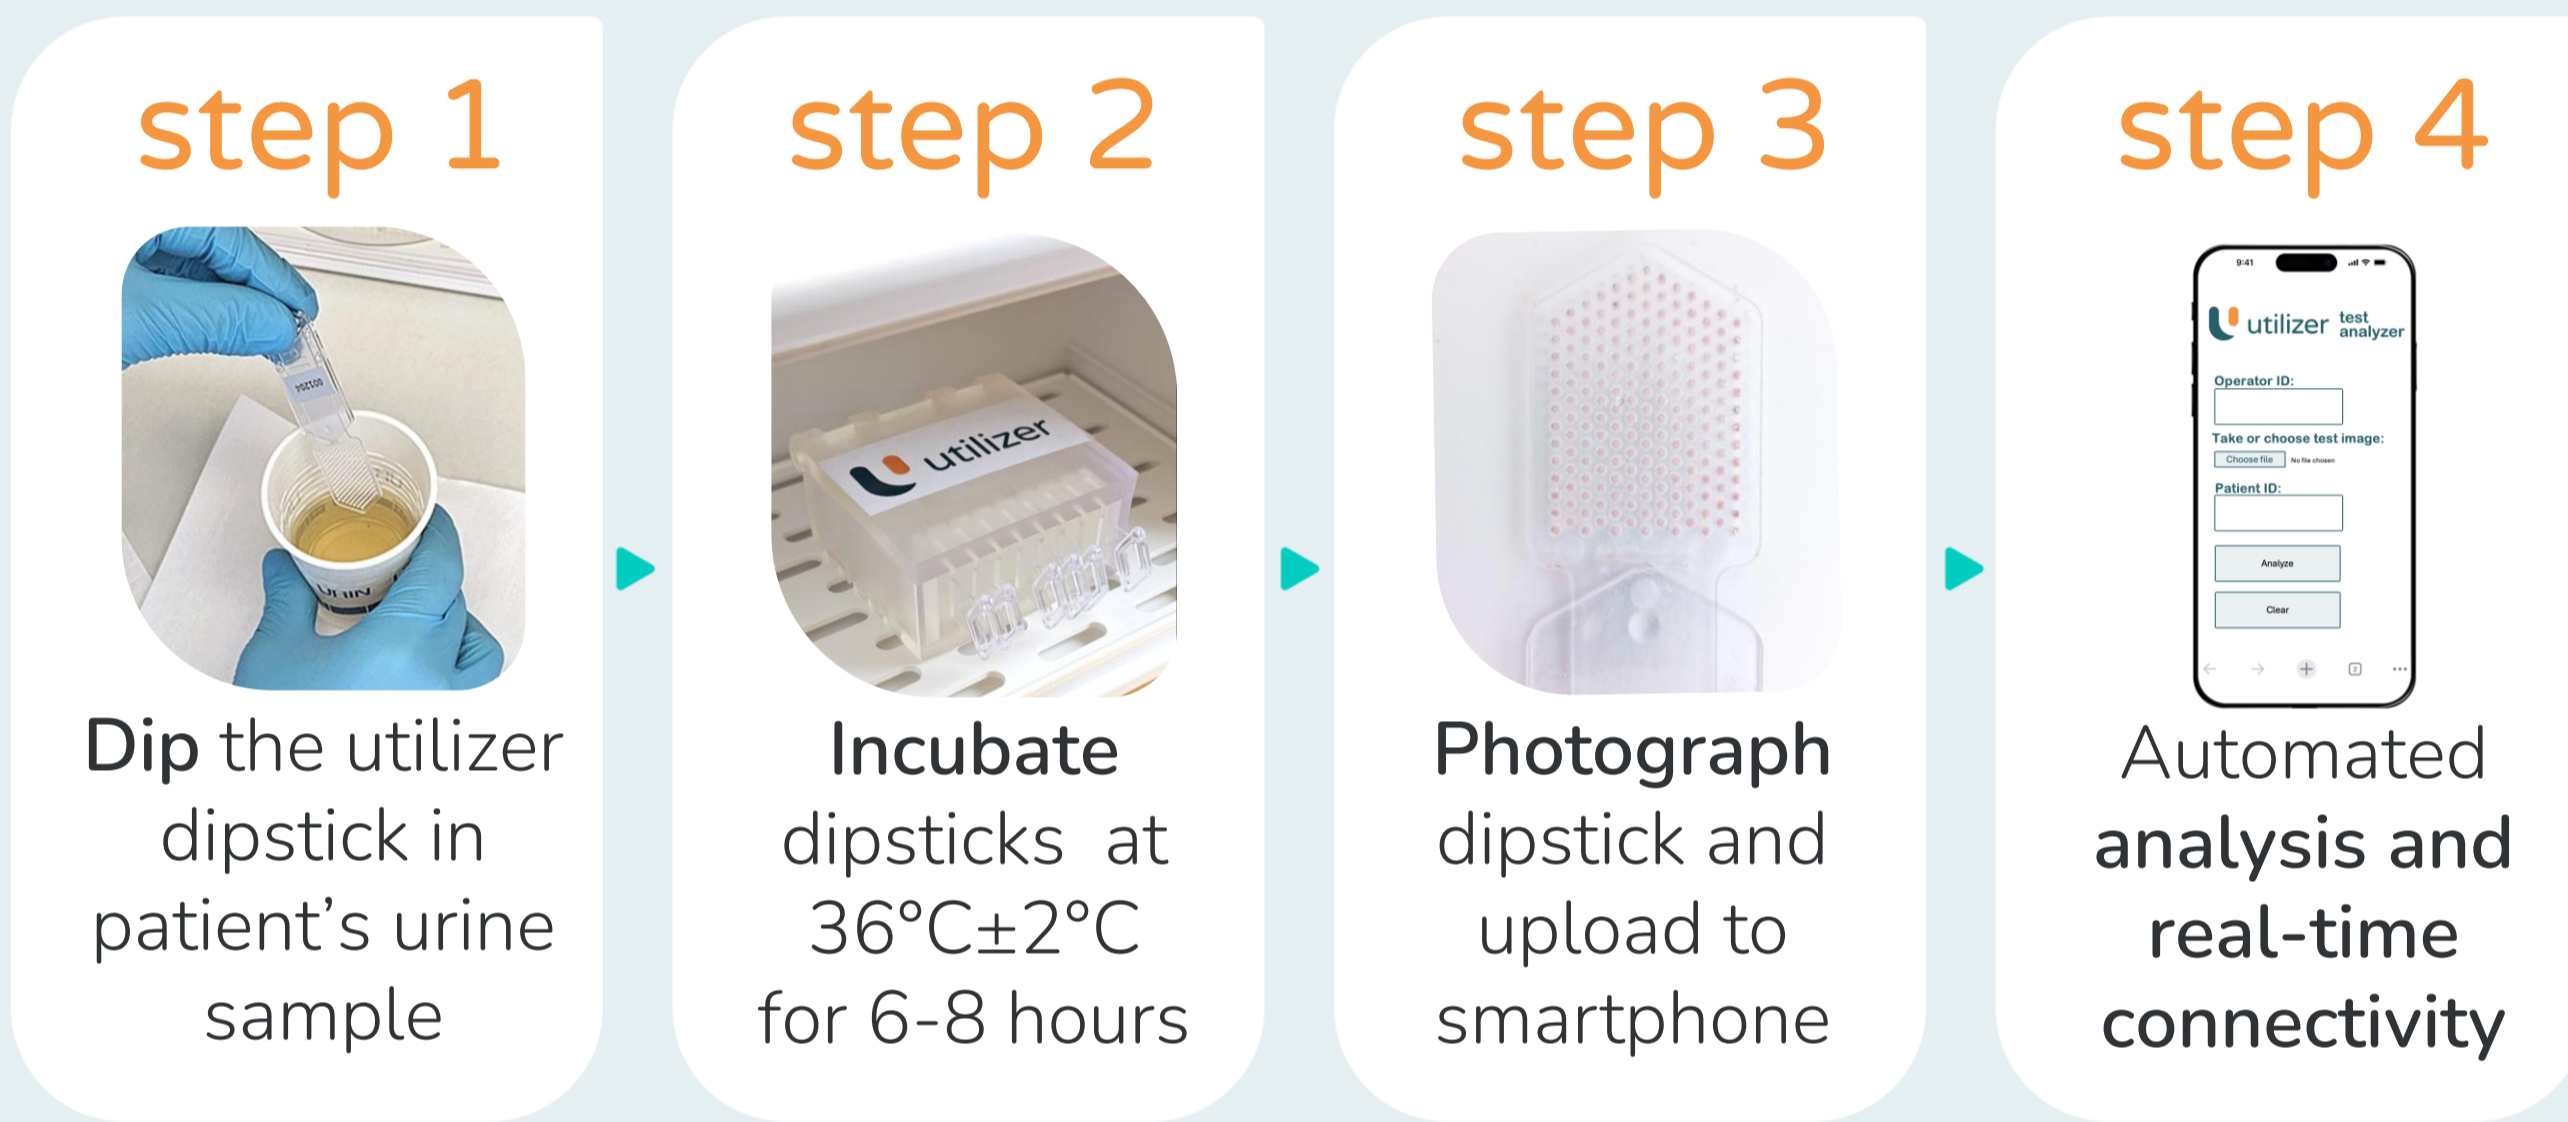 step 1
001204
URIN
Dip the utilizer
dipstick in
patient's urine
sample
step 2
utilizer
Incubate
dipsticks  at
36°C±2°C
for 6-8 hours
step 3
Photograph
dipstick and
upload to
smartphone
step 4
9:41
utilizer test
analyzer
Operator ID:
Take or choose test image:
Choose file No file chosen
Patient ID:
Analyze
Clear
2
Automated
analysis and
real-time
connectivity